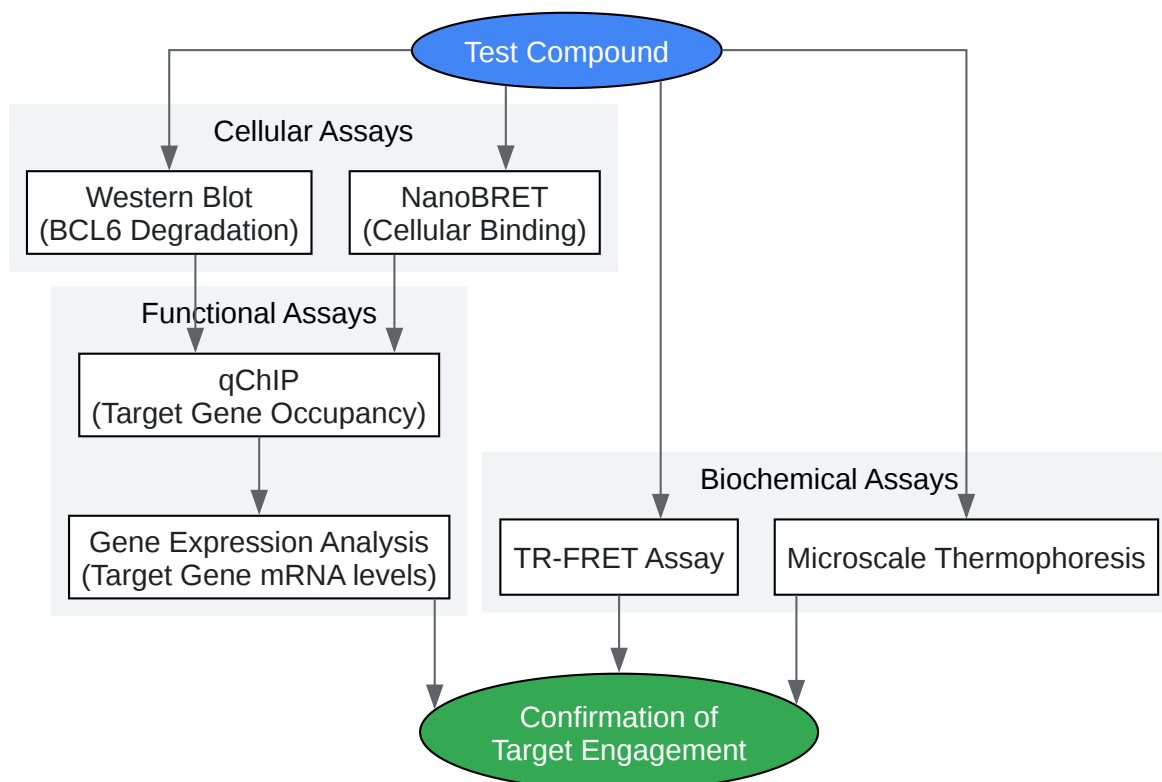 Test Compound
Cellular Assays
Western Blot
(BCL6 Degradation)
NanoBRET
(Cellular Binding)
Functional Assays
qChIP
(Target Gene Occupancy)
Gene Expression Analysis
(Target Gene mRNA levels)
Biochemical Assays
TR-FRET Assay
Microscale Thermophoresis
Confirmation of
Target Engagement